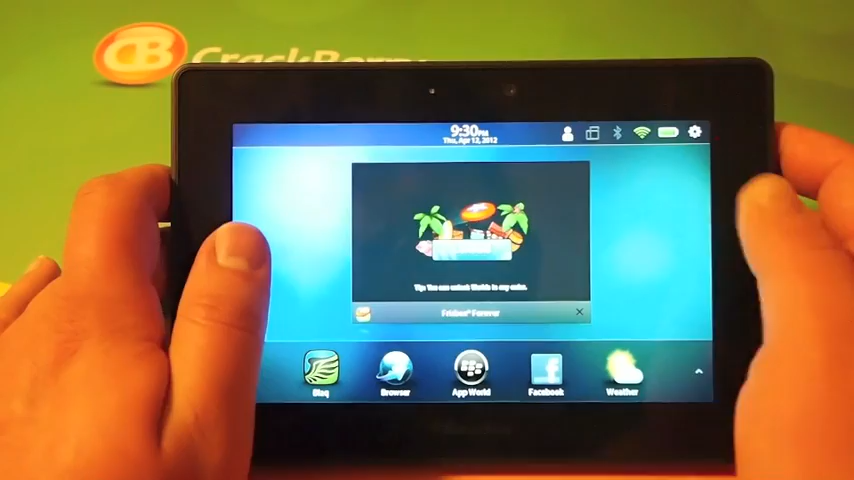 CB CrackBerry
9:30PM
Thu, Apr 12, 2012
Tip: You can unlock Worlds in any order.
Frisbee® Forever
Blaq
Browser
App World
Facebook
Weather